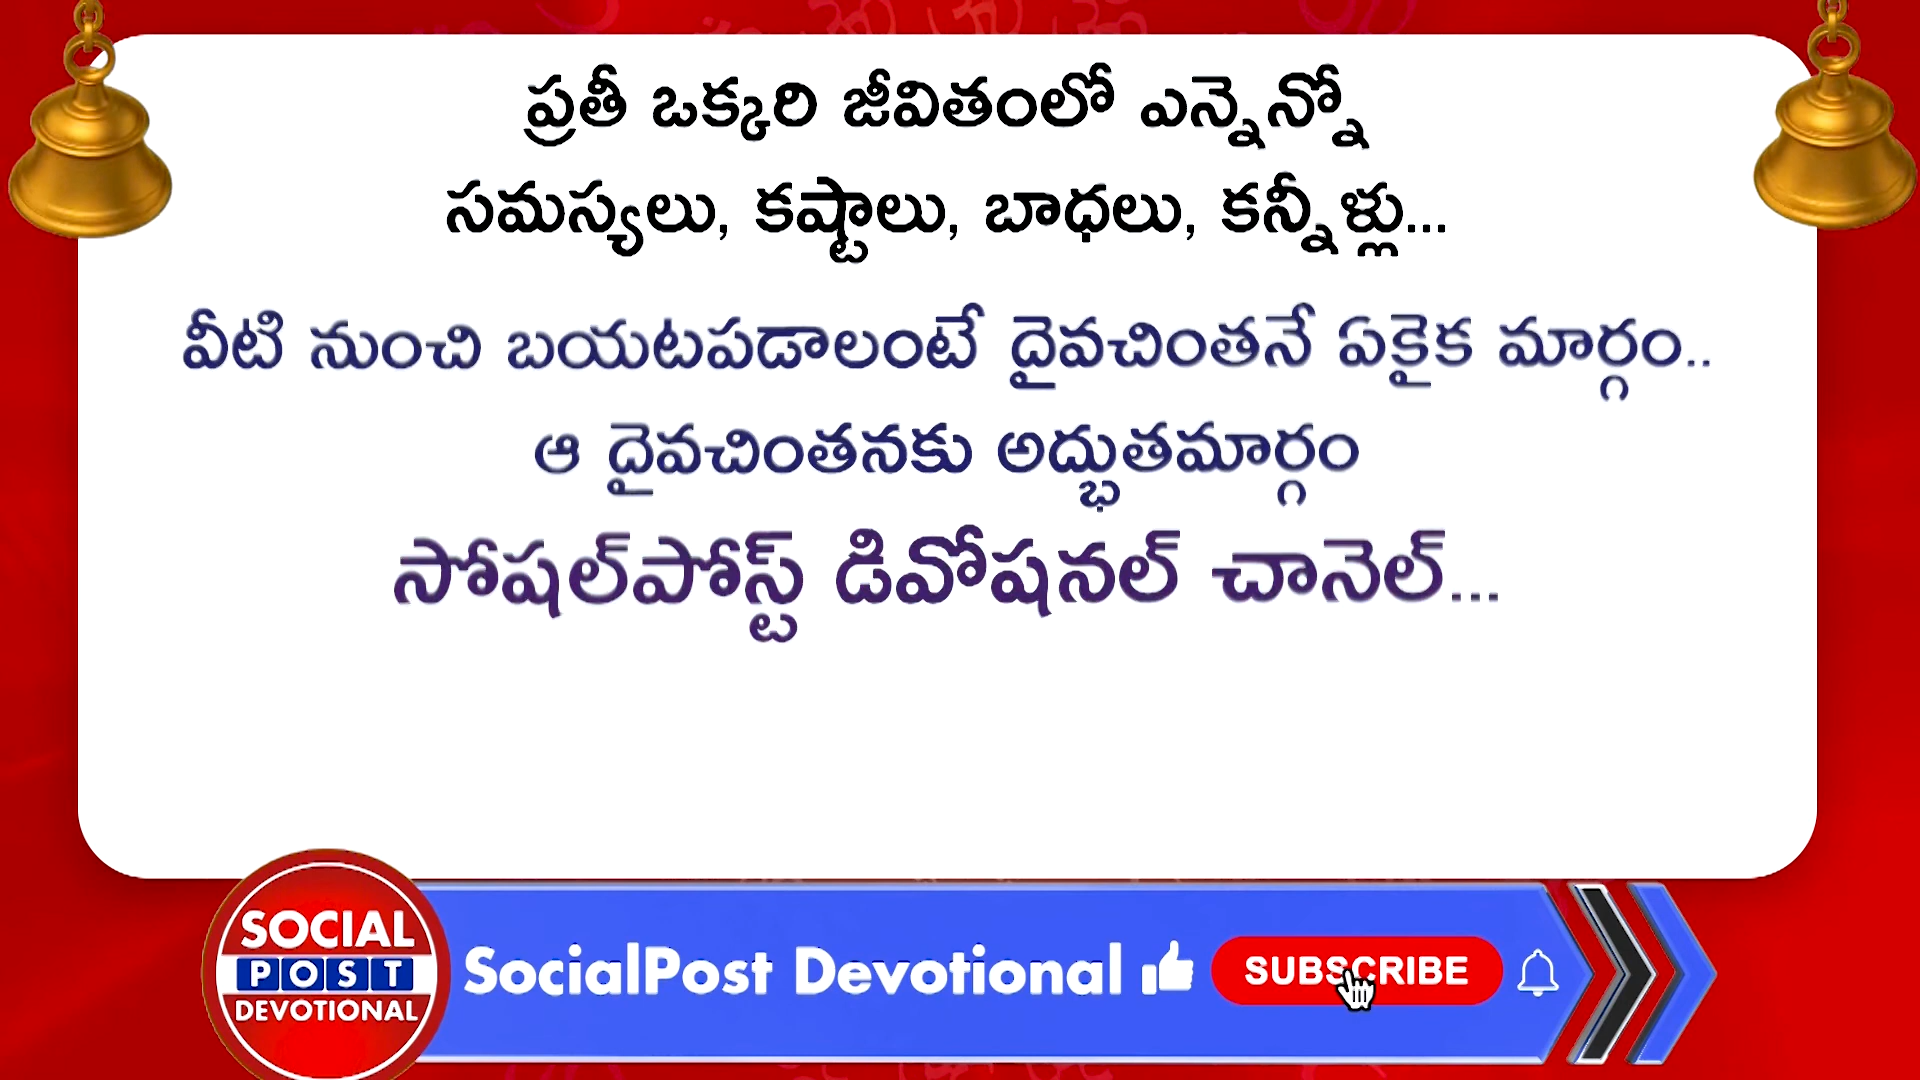 ప్రతీ ఒక్కరి జీవితంలో ఎన్నెన్నో
సమస్యలు, కష్టాలు, బాధలు, కన్నీళ్లు...
వీటి నుంచి బయటపడాలంటే దైవచింతనే ఏకైక మార్గం..
ఆ దైవచింతనకు అద్భుతమార్గం
సోషల్‌పోస్ట్ డివోషనల్ చానెల్...
SOCIAL
POST
DEVOTIONAL
SocialPost Devotional
SUBSCRIBE